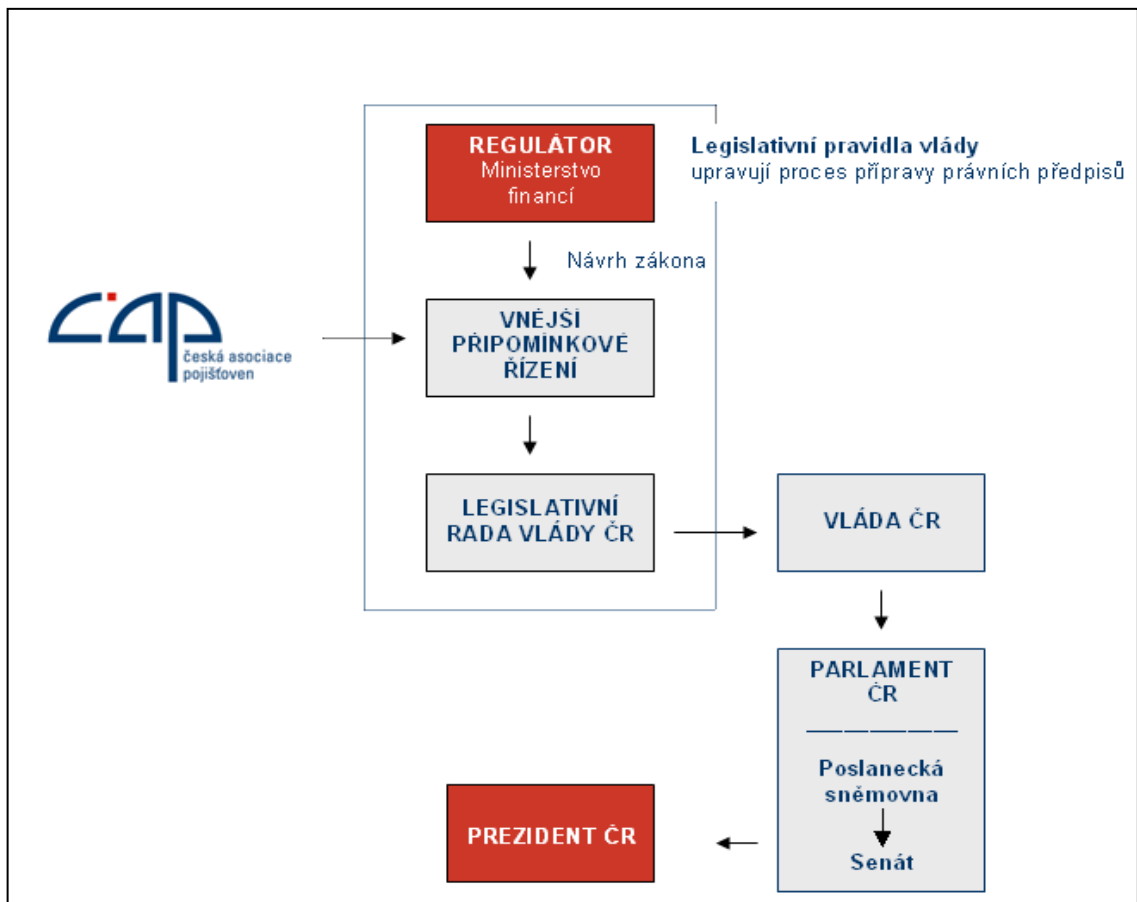 REGULÁTOR
Ministerstvo
financí
Legislativní pravidla vlády
upravují proces přípravy právních předpisů
Návrh zákona
čap
česká asociace
pojišťoven
VNĚJŠÍ
PŘIPOMÍNKOVÉ
ŘÍZENÍ
LEGISLATIVNÍ
RADA VLÁDY ČR
VLÁDA ČR
PARLAMENT
ČR
Poslanecká
sněmovna
Senát
PREZIDENT ČR